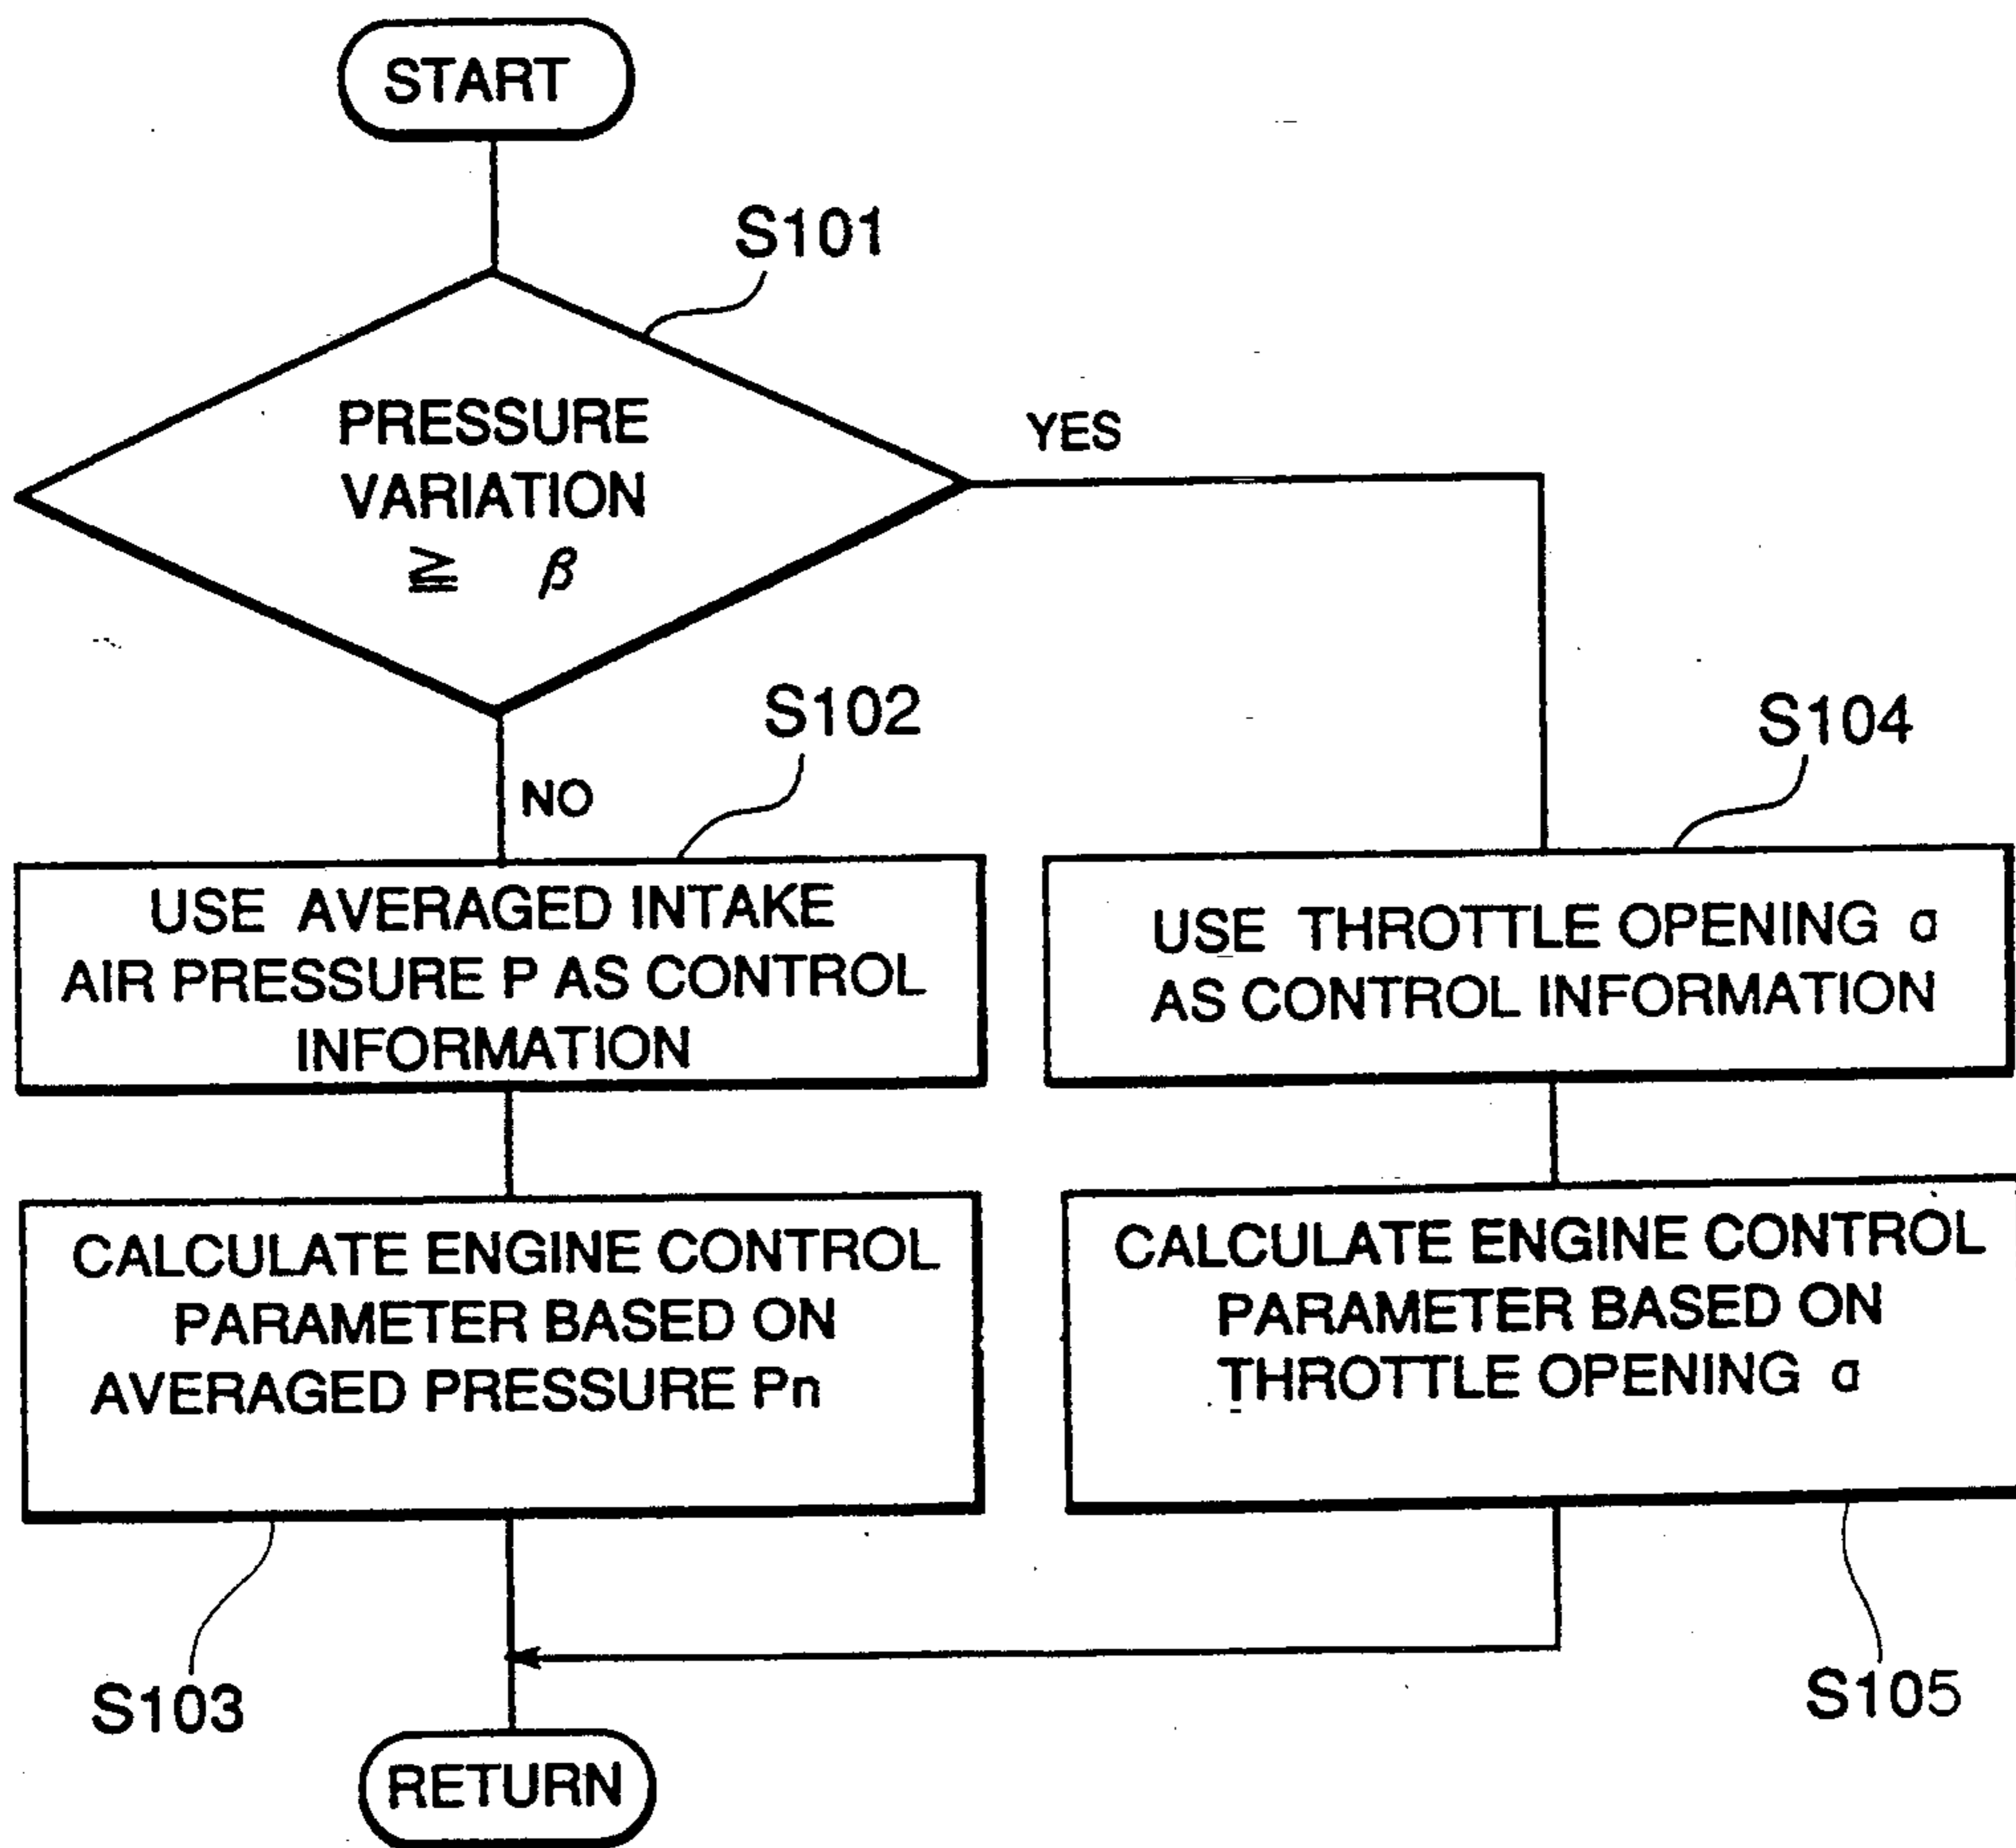 START
S101
PRESSURE
VARIATION
≧ β
YES
NO
S102
S104
USE AVERAGED INTAKE
AIR PRESSURE P AS CONTROL
INFORMATION
USE THROTTLE OPENING α
AS CONTROL INFORMATION
CALCULATE ENGINE CONTROL
PARAMETER BASED ON
AVERAGED PRESSURE Pn
CALCULATE ENGINE CONTROL
PARAMETER BASED ON
THROTTLE OPENING α
S103
S105
RETURN